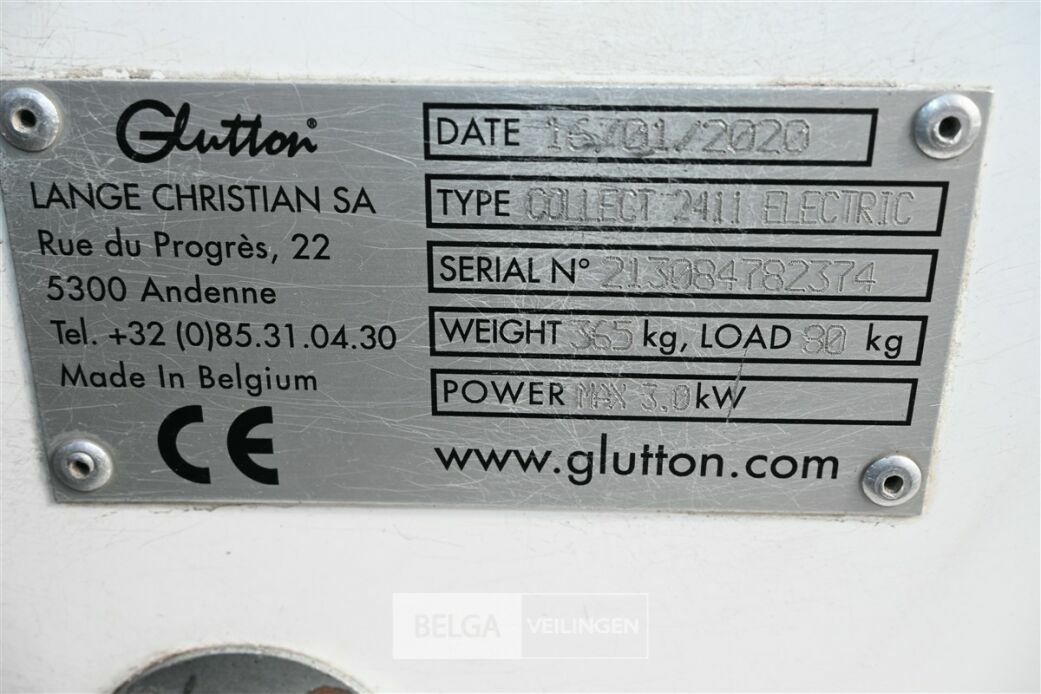 Glutton®
LANGE CHRISTIAN SA
Rue du Progrès, 22
5300 Andenne
Tel. +32 (0)85.31.04.30
Made In Belgium
CE
DATE 16/01/2020
TYPE COLLECT 2411 ELECTRIC
SERIAL N° 213084782374
WEIGHT 365 kg, LOAD 80 kg
POWER MAX 3.0 kW
www.glutton.com
BELGA VEILINGEN